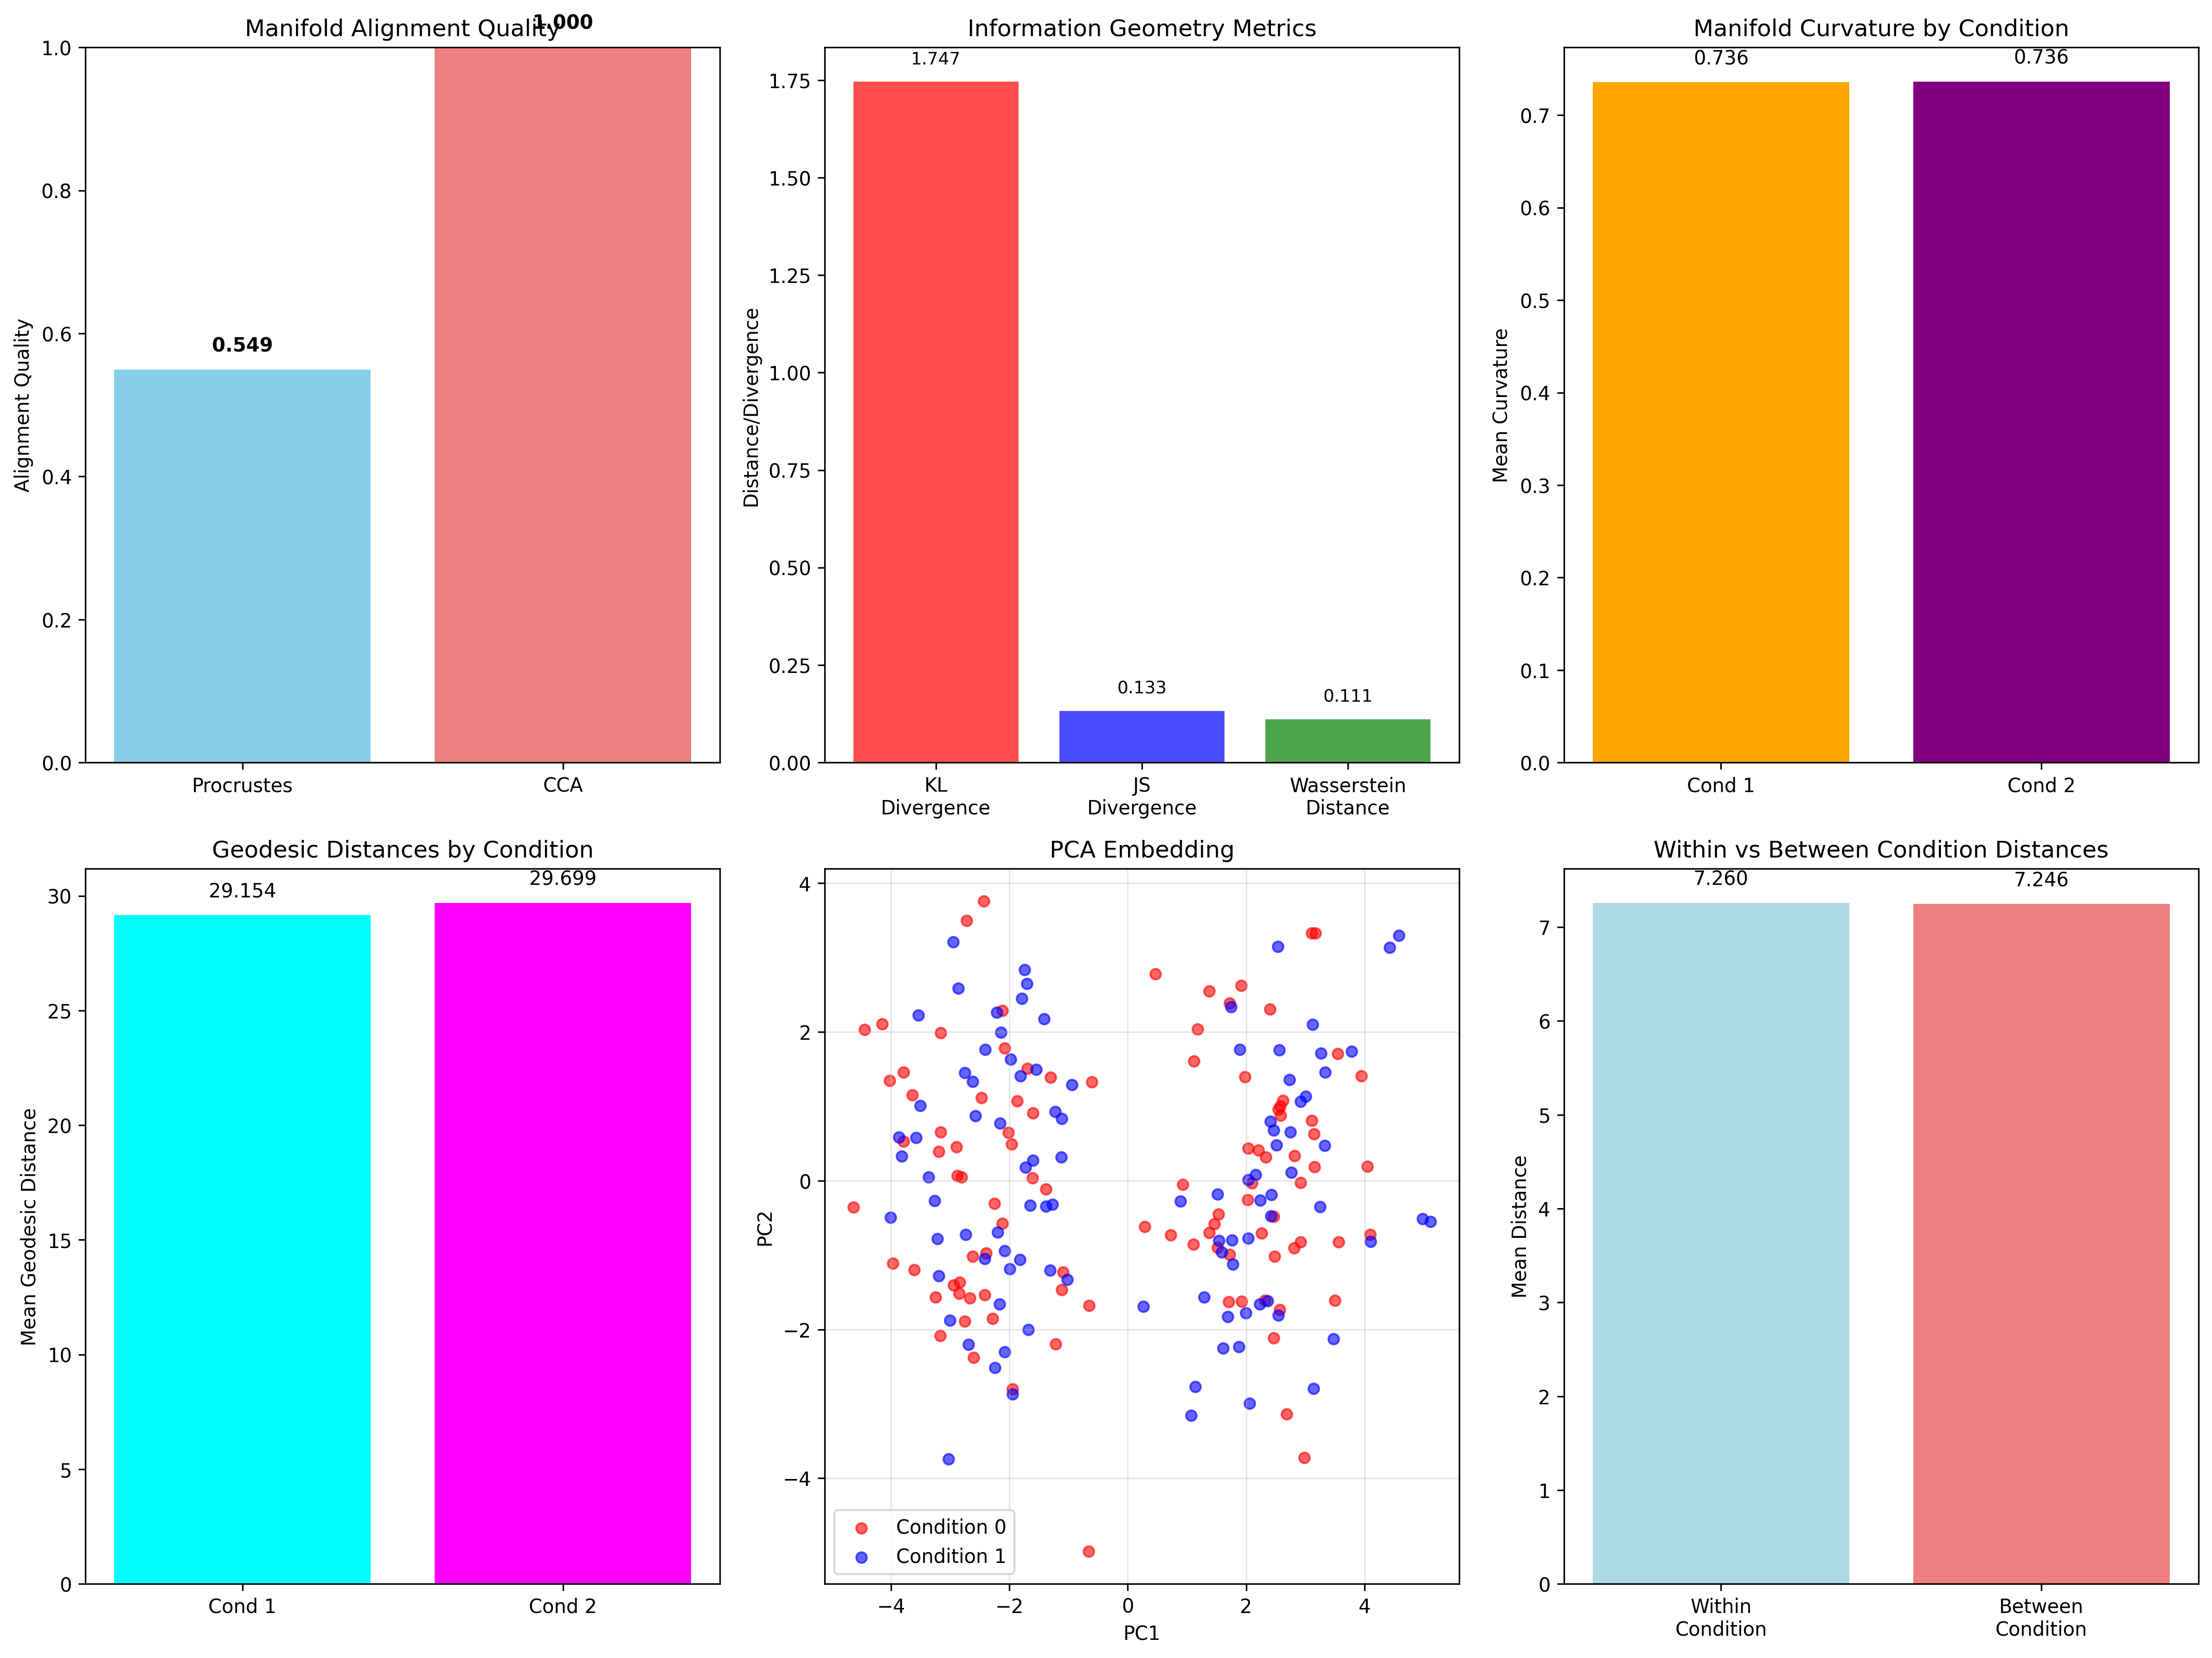 Manifold Alignment Quality
1.000
1.0
0.8
0.6
0.4
0.2
0.0
Alignment Quality
0.549
Procrustes
CCA
Information Geometry Metrics
1.747
1.75
1.50
1.25
1.00
0.75
0.50
0.25
0.00
Distance/Divergence
0.133
0.111
KL
Divergence
JS
Divergence
Wasserstein
Distance
Manifold Curvature by Condition
0.736
0.736
0.7
0.6
0.5
0.4
0.3
0.2
0.1
0.0
Mean Curvature
Cond 1
Cond 2
Geodesic Distances by Condition
29.154
29.699
30
25
20
15
10
5
0
Mean Geodesic Distance
Cond 1
Cond 2
PCA Embedding
4
2
0
−2
−4
PC2
Condition 0
Condition 1
−4
−2
0
2
4
PC1
Within vs Between Condition Distances
7.260
7.246
7
6
5
4
3
2
1
0
Mean Distance
Within
Condition
Between
Condition